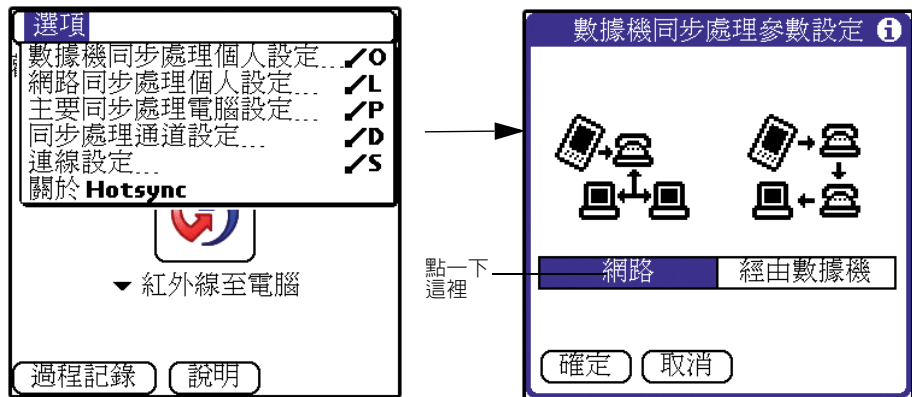 選項
數據機同步處理個人設定... /O
網路同步處理個人設定... /L
主要同步處理電腦設定... /P
同步處理通道設定... /D
連線設定... /S
關於 Hotsync
紅外線至電腦
過程記錄 說明
數據機同步處理參數設定 i
點一下
這裡
網路 經由數據機
確定 取消